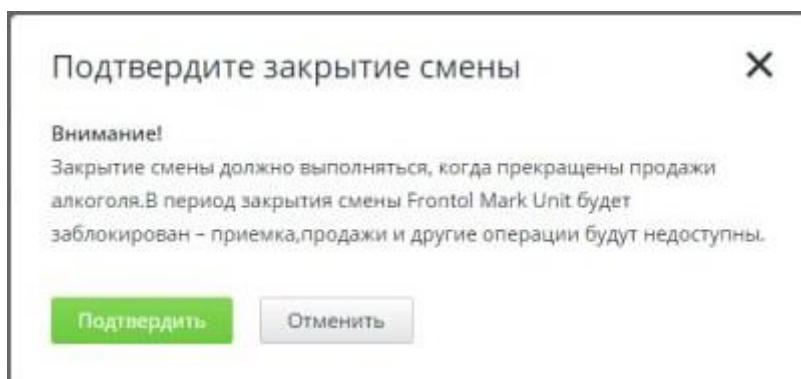 Подтвердите закрытие смены
Внимание!
Закрытие смены должно выполняться, когда прекращены продажи
алкоголя.В период закрытия смены Frontol Mark Unit будет
заблокирован – приемка,продажи и другие операции будут недоступны.
Подтвердить Отменить